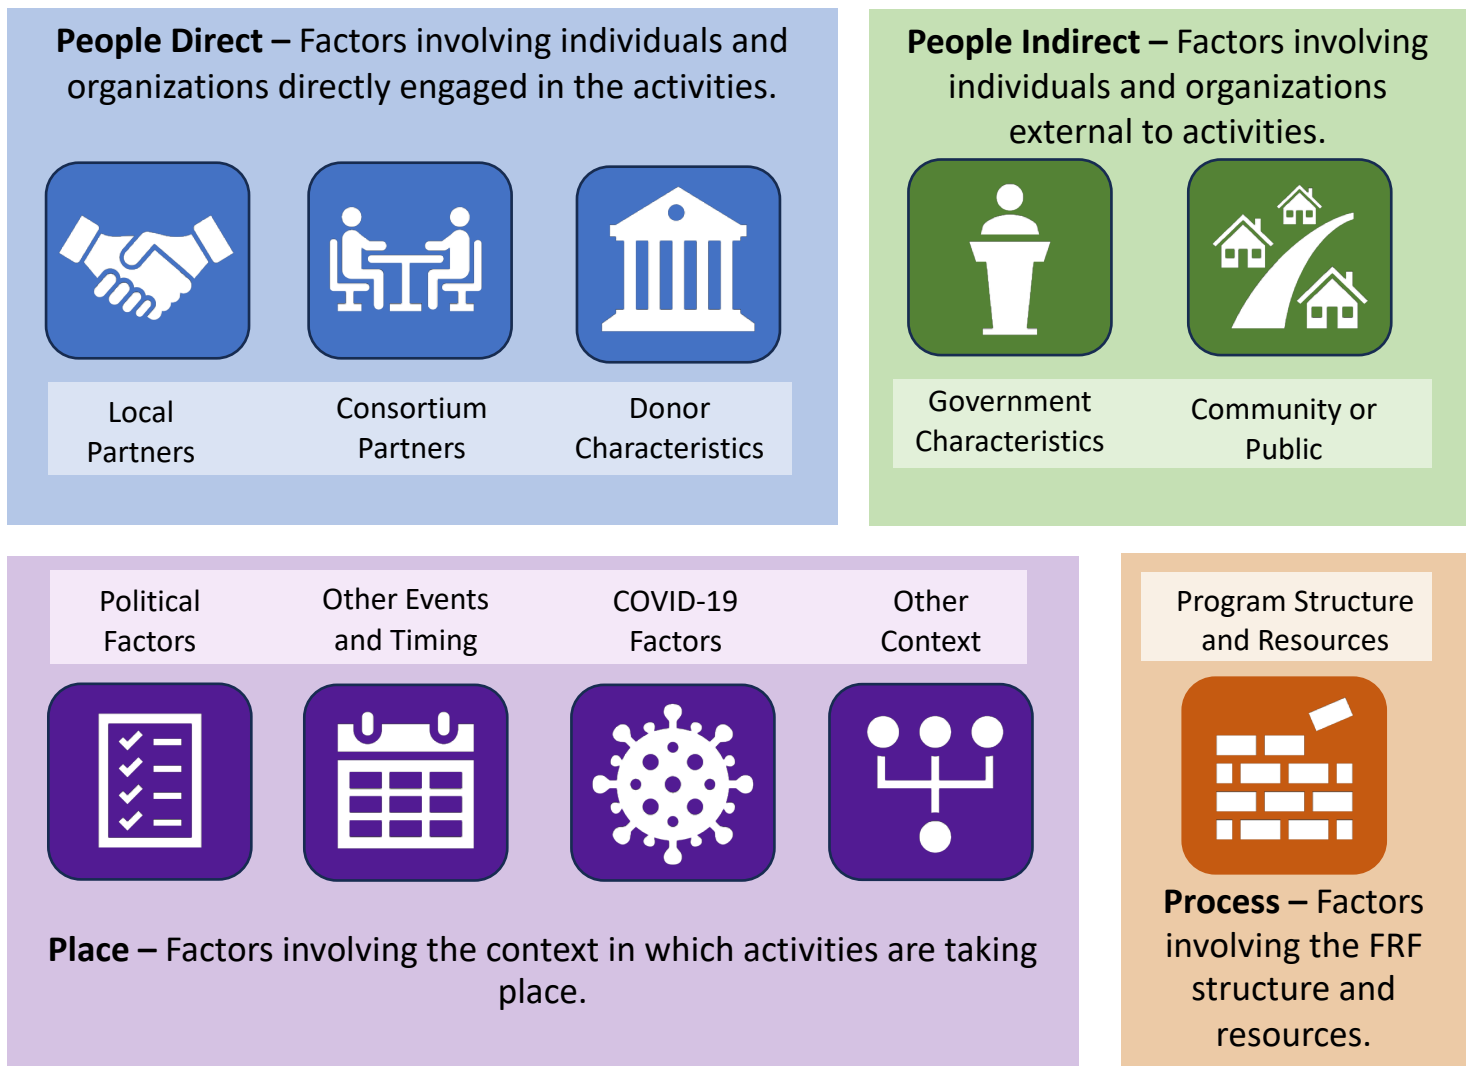 People Direct – Factors involving individuals and
organizations directly engaged in the activities.
Local
Partners
Consortium
Partners
Donor
Characteristics
People Indirect – Factors involving
individuals and organizations
external to activities.
Government
Characteristics
Community or
Public
Political
Factors
Other Events
and Timing
COVID-19
Factors
Other
Context
Place – Factors involving the context in which activities are taking
place.
Program Structure
and Resources
Process – Factors
involving the FRF
structure and
resources.